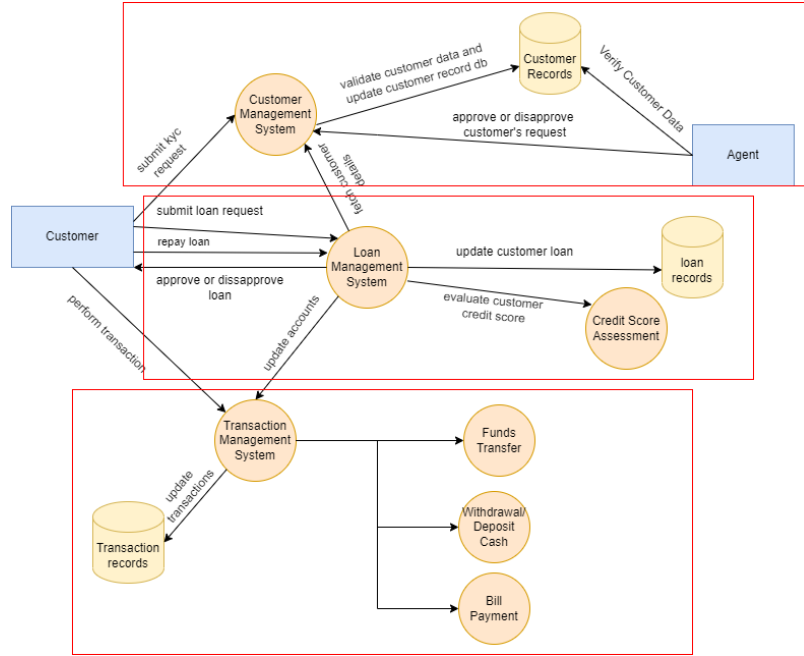 Customer
Records
validate customer data and
update customer record db
Verify Customer Data
Customer
Management
System
approve or disapprove
customer's request
Agent
submit kyc
request
fetch customer
details
Customer
submit loan request
repay loan
approve or dissapprove
loan
Loan
Management
System
update customer loan
loan
records
evaluate customer
credit score
Credit Score
Assessment
perform transaction
update accounts
Transaction
Management
System
Funds
Transfer
update
transactions
Withdrawal/
Deposit
Cash
Transaction
records
Bill
Payment